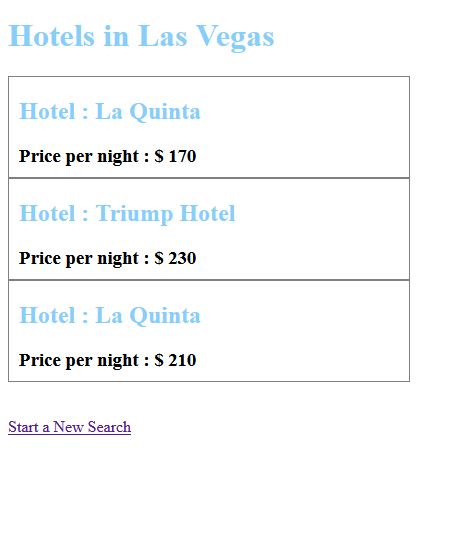 Hotels in Las Vegas
Hotel : La Quinta
Price per night : $ 170
Hotel : Triump Hotel
Price per night : $ 230
Hotel : La Quinta
Price per night : $ 210
Start a New Search